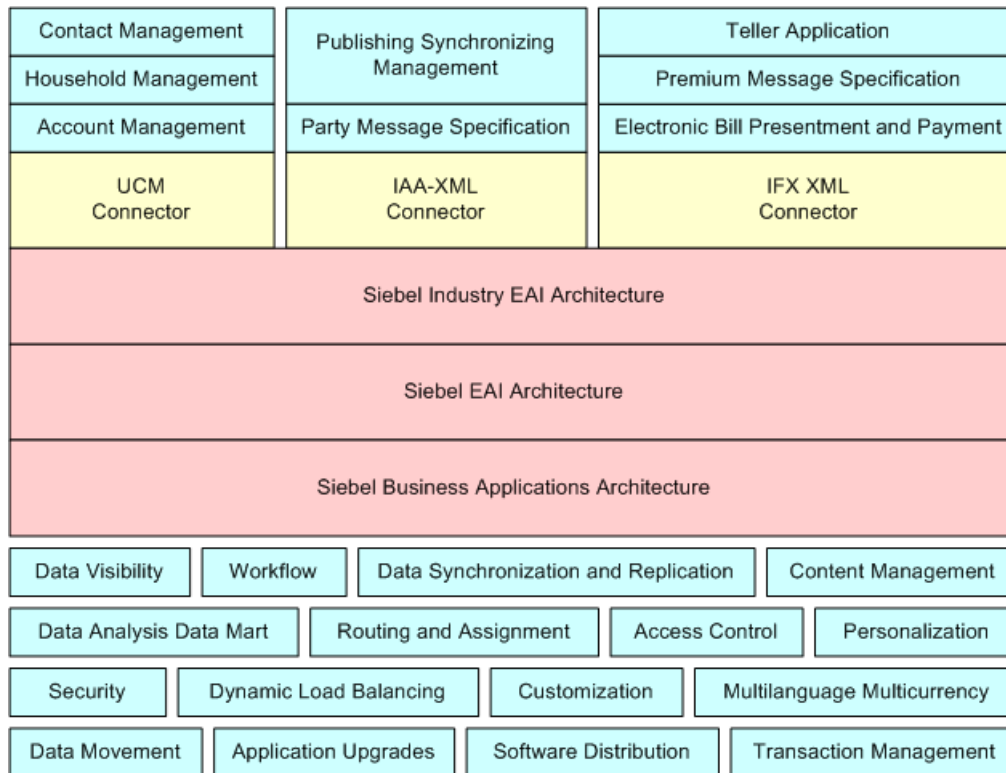 Contact Management
Household Management
Account Management
UCM
Connector
Publishing Synchronizing
Management
Party Message Specification
IAA-XML
Connector
Teller Application
Premium Message Specification
Electronic Bill Presentment and Payment
IFX XML
Connector
Siebel Industry EAI Architecture
Siebel EAI Architecture
Siebel Business Applications Architecture
Data Visibility
Workflow
Data Synchronization and Replication
Content Management
Data Analysis Data Mart
Routing and Assignment
Access Control
Personalization
Security
Dynamic Load Balancing
Customization
Multilanguage Multicurrency
Data Movement
Application Upgrades
Software Distribution
Transaction Management